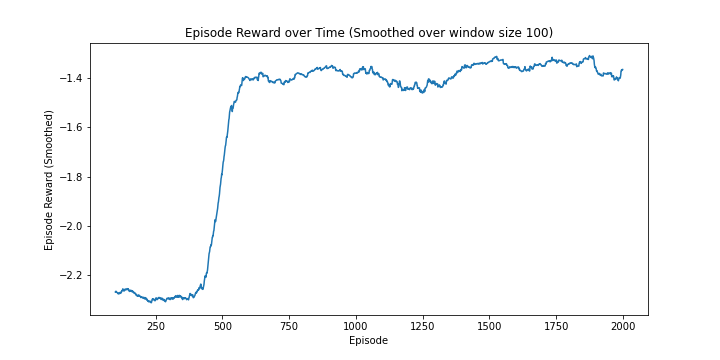 Episode Reward over Time (Smoothed over window size 100)
−1.4
−1.6
−1.8
−2.0
−2.2
Episode Reward (Smoothed)
250 500 750 1000 1250 1500 1750 2000
Episode